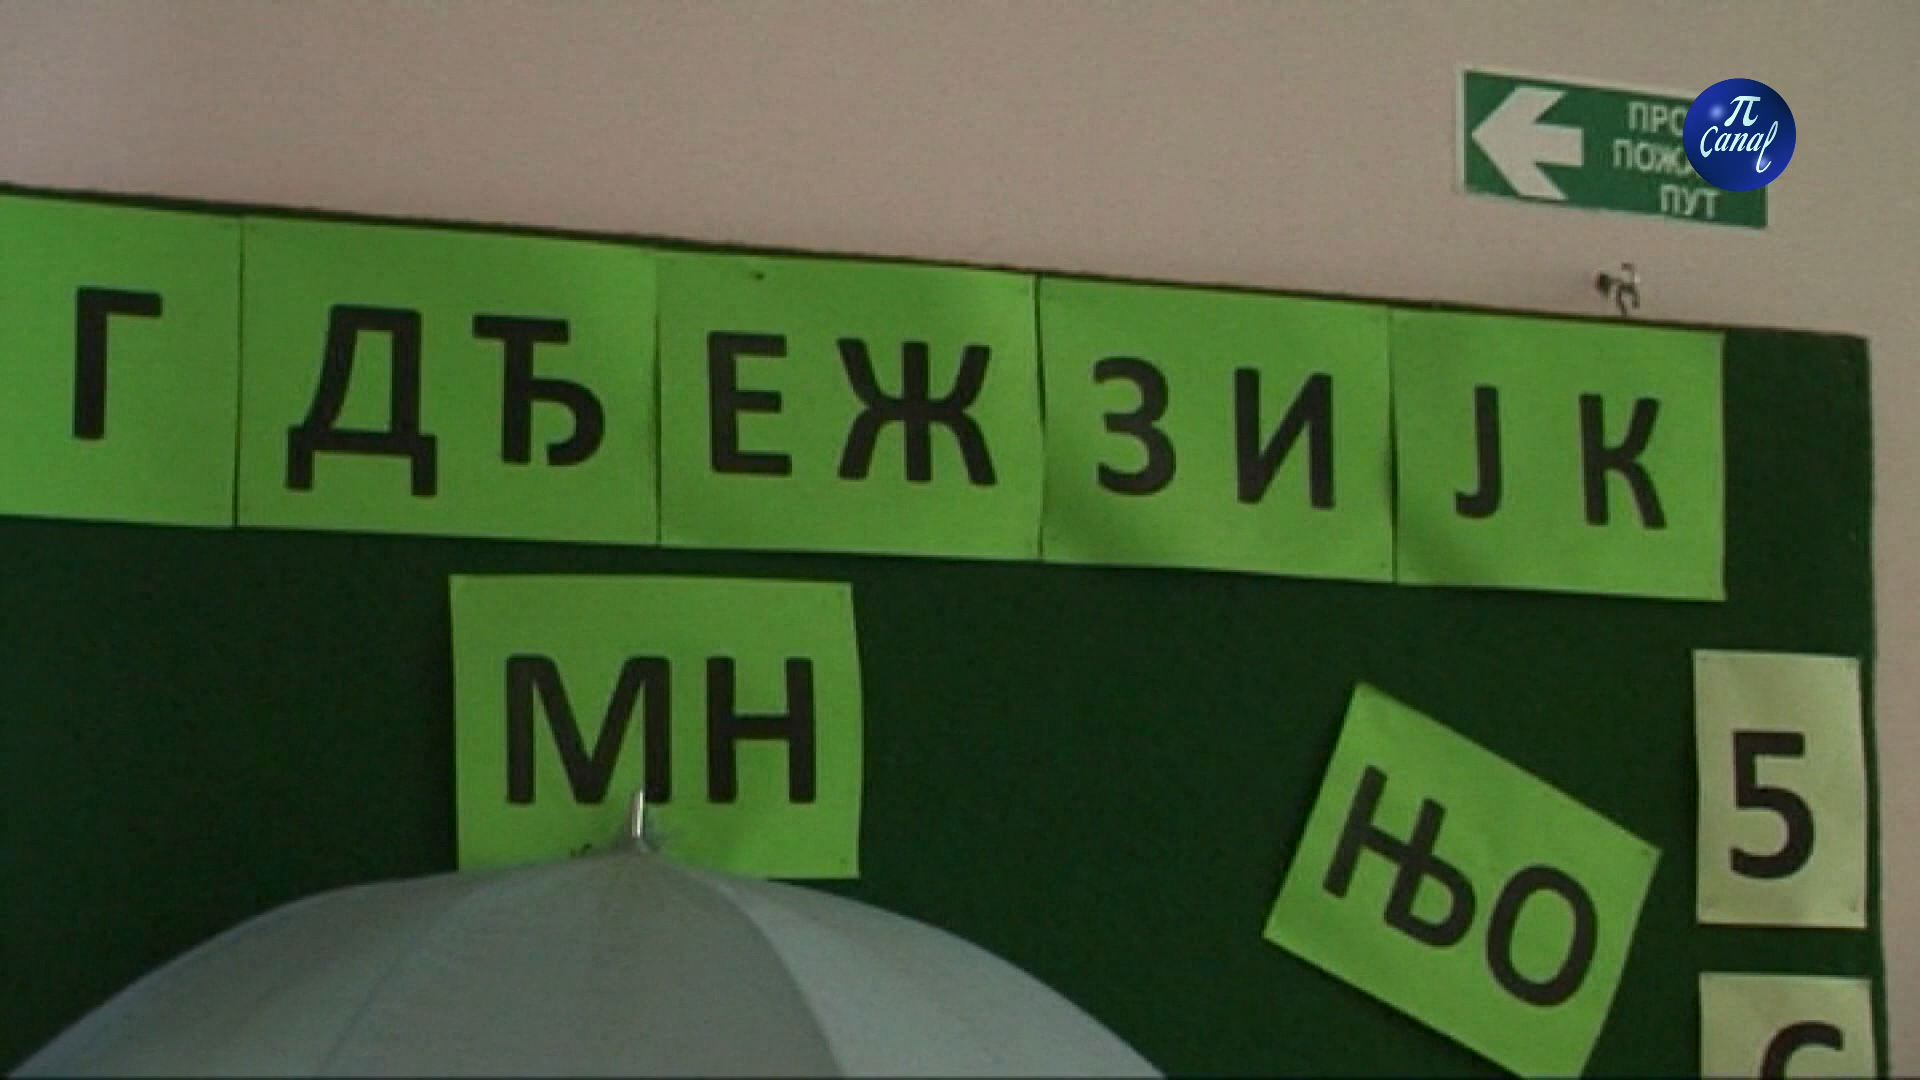 π
Canal
ПУТ
Г
Д Ђ
Е Ж
З И
Ј К
М Н
Њ О
5